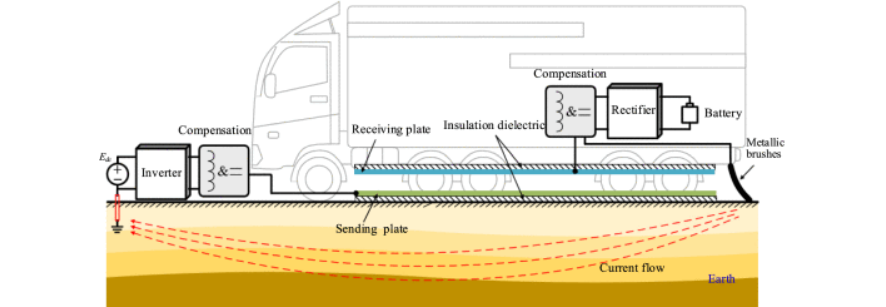 Compensation
&=
Rectifier
Battery
Compensation
Receiving plate
Insulation dielectric
Metallic
brushes
Edc
Inverter
&=
Sending plate
Current flow
Earth